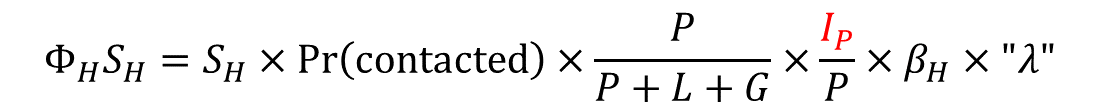 Φ_H S_H = S_H × Pr(contacted) × P / (P + L + G) × I_P / P × β_H × "λ"